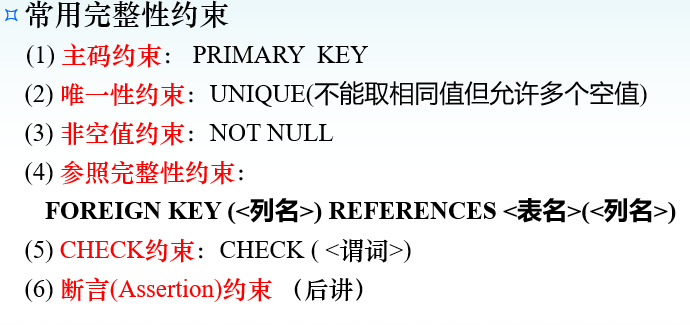 常用完整性约束
(1) 主码约束： PRIMARY KEY
(2) 唯一性约束：UNIQUE(不能取相同值但允许多个空值)
(3) 非空值约束：NOT NULL
(4) 参照完整性约束：
FOREIGN KEY (<列名>) REFERENCES <表名>(<列名>)
(5) CHECK约束：CHECK ( <谓词>)
(6) 断言(Assertion)约束 （后讲）